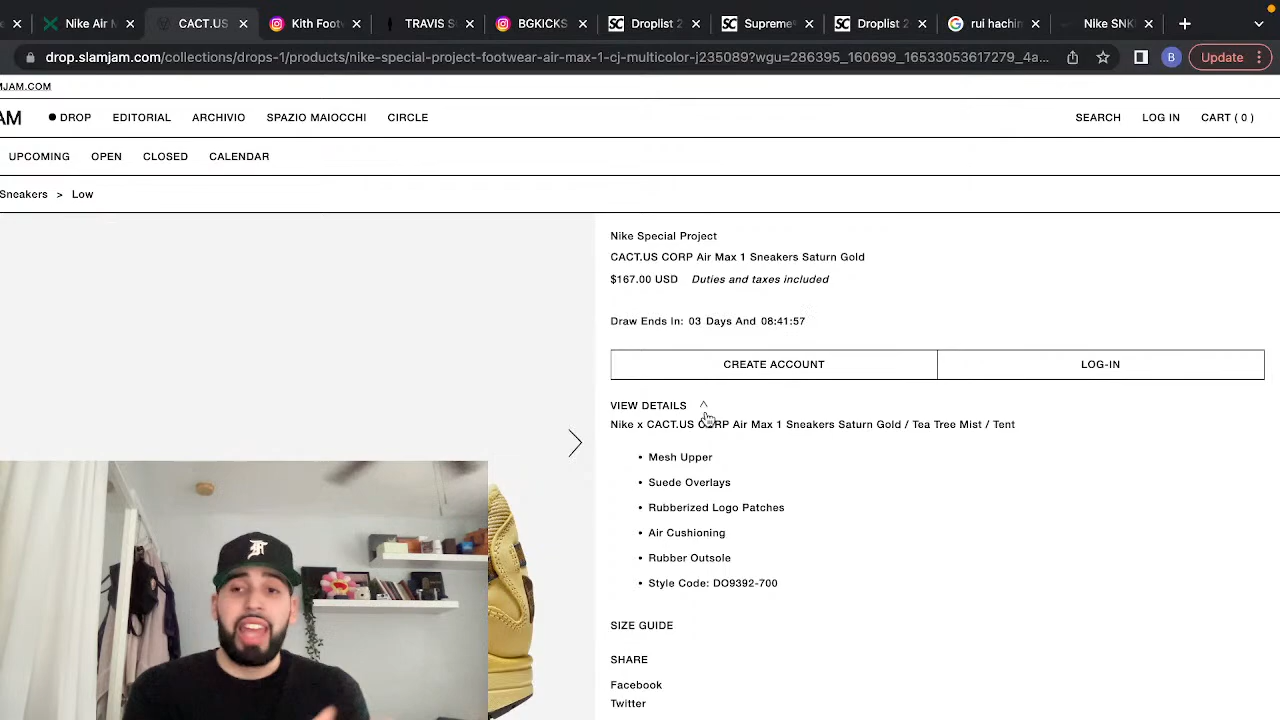 Nike Air M
CACT.US
Kith Footv
TRAVIS S
BGKICKS
Droplist 2
Supreme®
Droplist 2
rui hachim
Nike SNK
drop.slamjam.com/collections/drops-1/products/nike-special-project-footwear-air-max-1-cj-multicolor-j235089?wgu=286395_160699_16533053617279_4a...
B
Update
MJAM.COM
AM
DROP
EDITORIAL
ARCHIVIO
SPAZIO MAIOCCHI
CIRCLE
SEARCH
LOG IN
CART ( 0 )
UPCOMING
OPEN
CLOSED
CALENDAR
Sneakers > Low
Nike Special Project
CACT.US CORP Air Max 1 Sneakers Saturn Gold
$167.00 USD Duties and taxes included
Draw Ends In: 03 Days And 08:41:57
CREATE ACCOUNT
LOG-IN
VIEW DETAILS
Nike x CACT.US CORP Air Max 1 Sneakers Saturn Gold / Tea Tree Mist / Tent
• Mesh Upper
• Suede Overlays
• Rubberized Logo Patches
• Air Cushioning
• Rubber Outsole
• Style Code: DO9392-700
SIZE GUIDE
SHARE
Facebook
Twitter